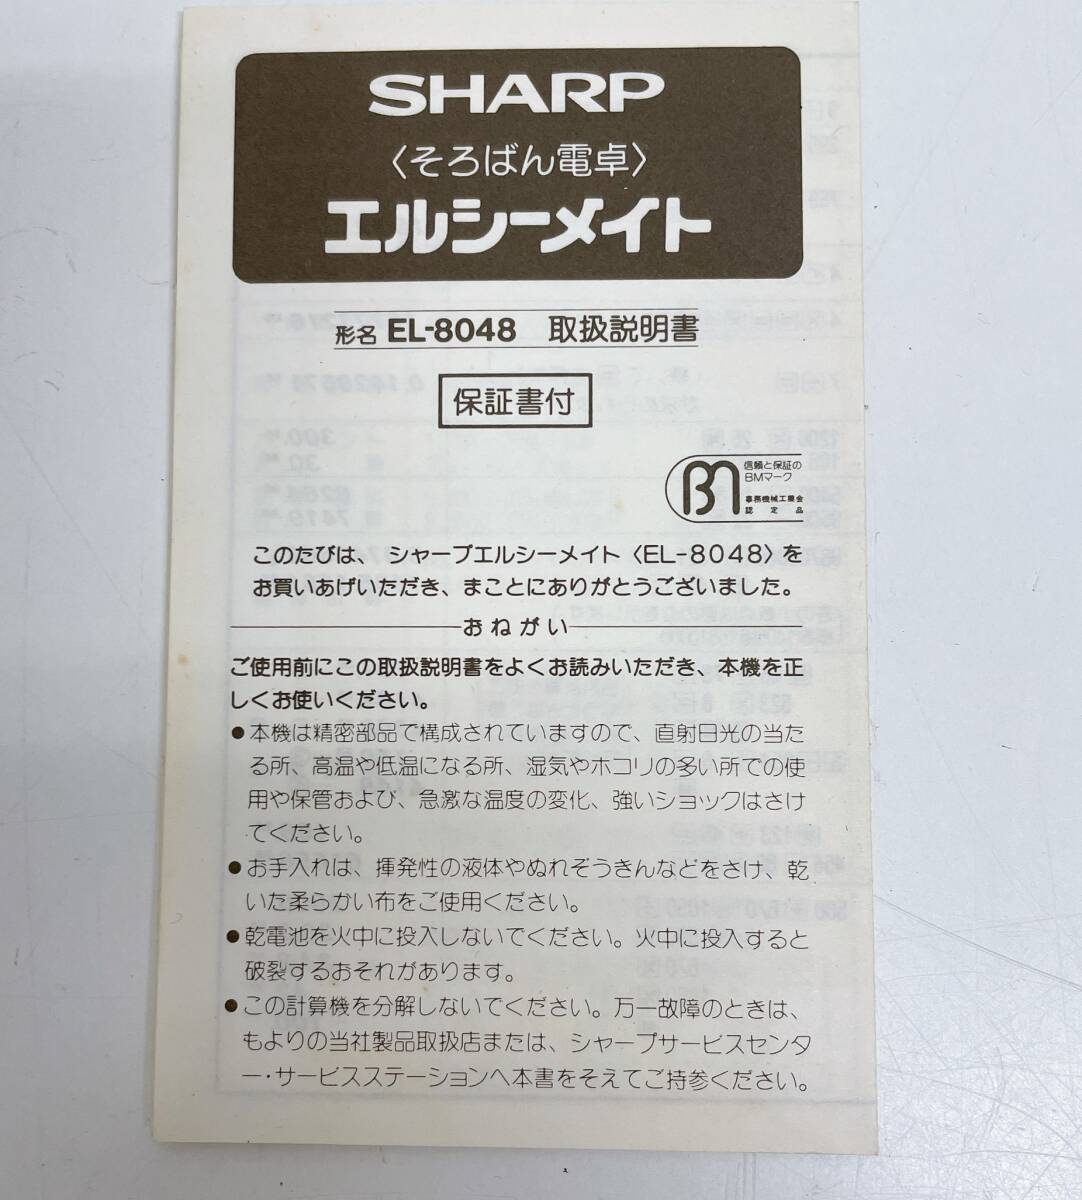 SHARP
〈そろばん電卓〉
エルシーメイト
形名 EL-8048 取扱説明書
保証書付
信頼と保証の
BMマーク
事務機械工業会
認定品
このたびは、シャープエルシーメイト〈EL-8048〉を
お買いあげいただき、まことにありがとうございました。
おねがい
ご使用前にこの取扱説明書をよくお読みいただき、本機を正
しくお使いください。
●本機は精密部品で構成されていますので、直射日光の当た
る所、高温や低温になる所、湿気やホコリの多い所での使
用や保管および、急激な温度の変化、強いショックはさけ
てください。
●お手入れは、揮発性の液体やぬれぞうきんなどをさけ、乾
いた柔らかい布をご使用ください。
●乾電池を火中に投入しないでください。火中に投入すると
破裂するおそれがあります。
●この計算機を分解しないでください。万一故障のときは、
もよりの当社製品取扱店または、シャープサービスセンタ
ー・サービスステーションへ本書をそえてご持参ください。